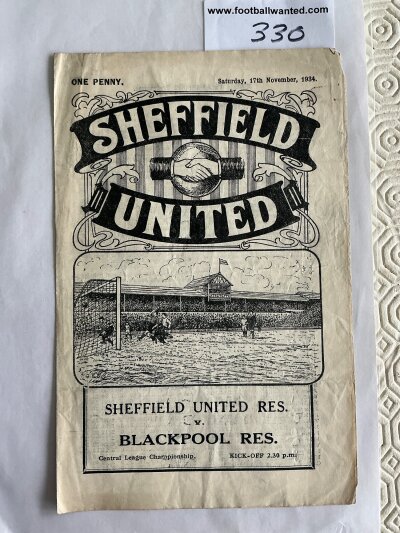 www.footballwanted.com
330
ONE PENNY. Saturday, 17th November, 1934.
SHEFFIELD
UNITED
SHEFFIELD UNITED RES.
v.
BLACKPOOL RES.
Central League Championship. KICK-OFF 2.30 p.m.